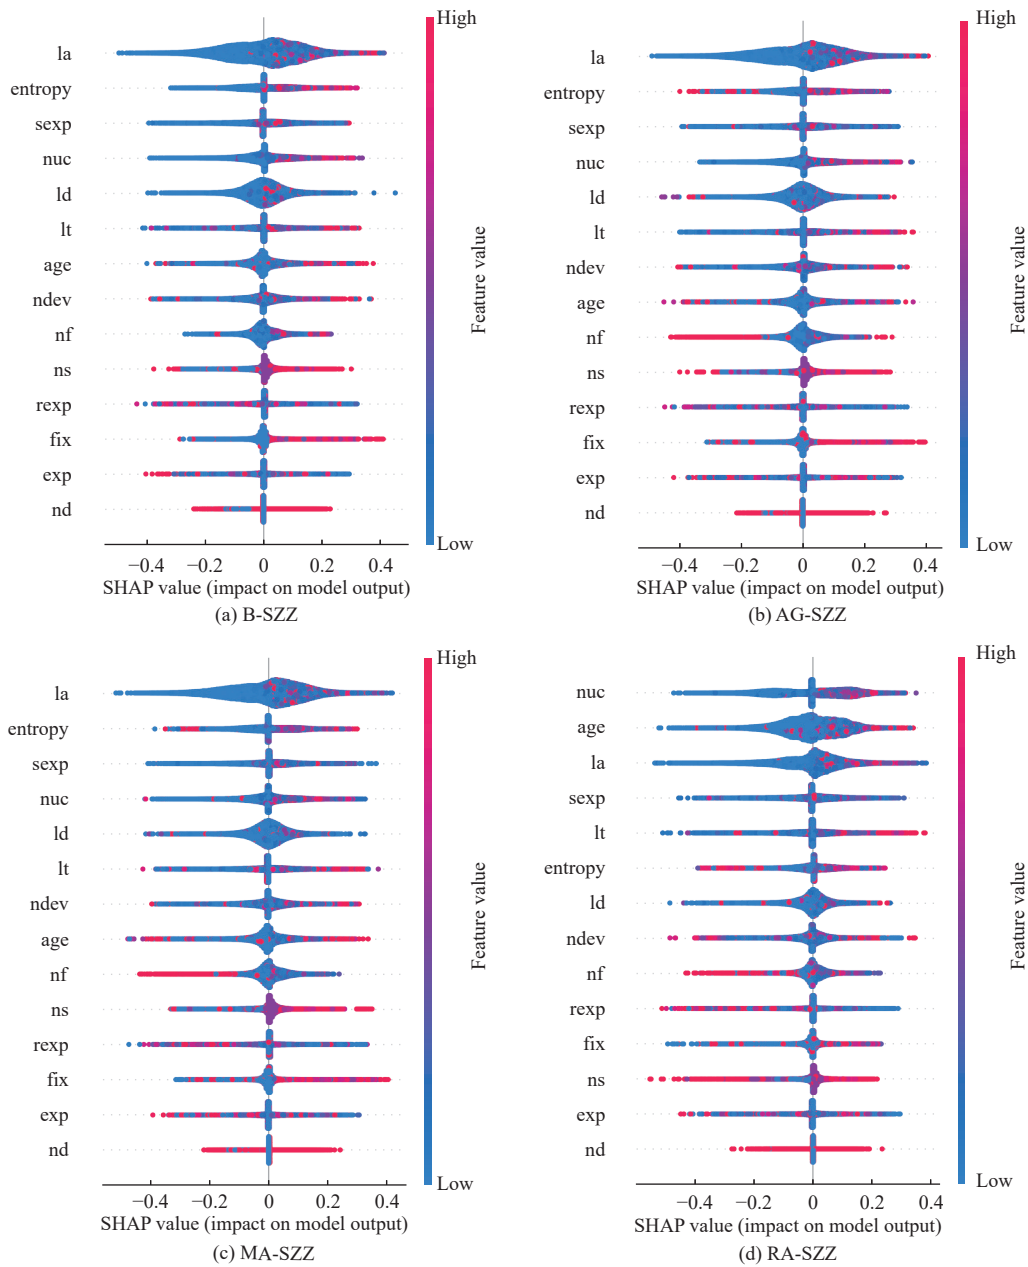 High
la
entropy
sexp
nuc
ld
lt
age
ndev
nf
ns
rexp
fix
exp
nd
Feature value
Low
−0.4 −0.2 0 0.2 0.4
SHAP value (impact on model output)
(a) B-SZZ
High
la
entropy
sexp
nuc
ld
lt
ndev
age
nf
ns
rexp
fix
exp
nd
Feature value
Low
−0.4 −0.2 0 0.2 0.4
SHAP value (impact on model output)
(b) AG-SZZ
High
la
entropy
sexp
nuc
ld
lt
ndev
age
nf
ns
rexp
fix
exp
nd
Feature value
Low
−0.4 −0.2 0 0.2 0.4
SHAP value (impact on model output)
(c) MA-SZZ
High
nuc
age
la
sexp
lt
entropy
ld
ndev
nf
rexp
fix
ns
exp
nd
Feature value
Low
−0.4 −0.2 0 0.2 0.4
SHAP value (impact on model output)
(d) RA-SZZ